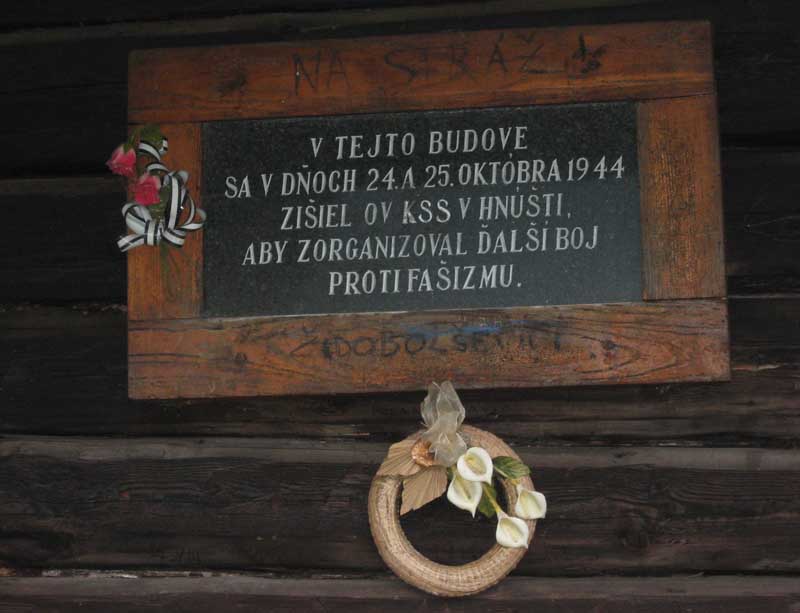 NA STRÁŽ
V TEJTO BUDOVE
SA V DŇOCH 24. A 25. OKTÓBRA 1944
ZIŠIEL OV KSS V HNÚŠTI,
ABY ZORGANIZOVAL ĎALŠÍ BOJ
PROTI FAŠIZMU.
ŽIDOBOLŠEVICI